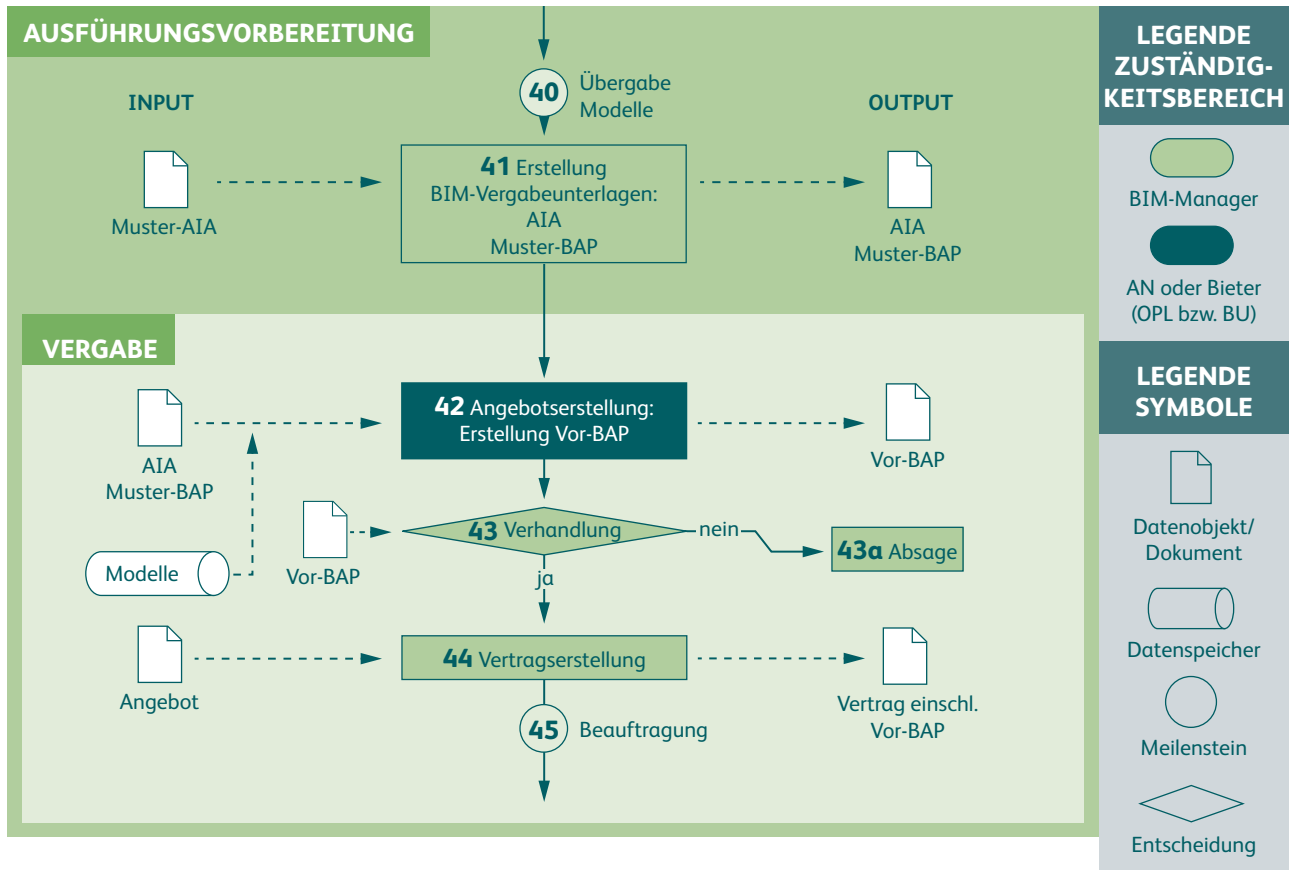 AUSFÜHRUNGSVORBEREITUNG
INPUT
40 Übergabe
Modelle
OUTPUT
Muster-AIA
41 Erstellung
BIM-Vergabeunterlagen:
AIA
Muster-BAP
AIA
Muster-BAP
VERGABE
AIA
Muster-BAP
42 Angebotserstellung:
Erstellung Vor-BAP
Vor-BAP
Modelle
Vor-BAP
43 Verhandlung
nein
43a Absage
ja
Angebot
44 Vertragserstellung
Vertrag einschl.
Vor-BAP
45 Beauftragung
LEGENDE
ZUSTÄNDIG-
KEITSBEREICH
BIM-Manager
AN oder Bieter
(OPL bzw. BU)
LEGENDE
SYMBOLE
Datenobjekt/
Dokument
Datenspeicher
Meilenstein
Entscheidung